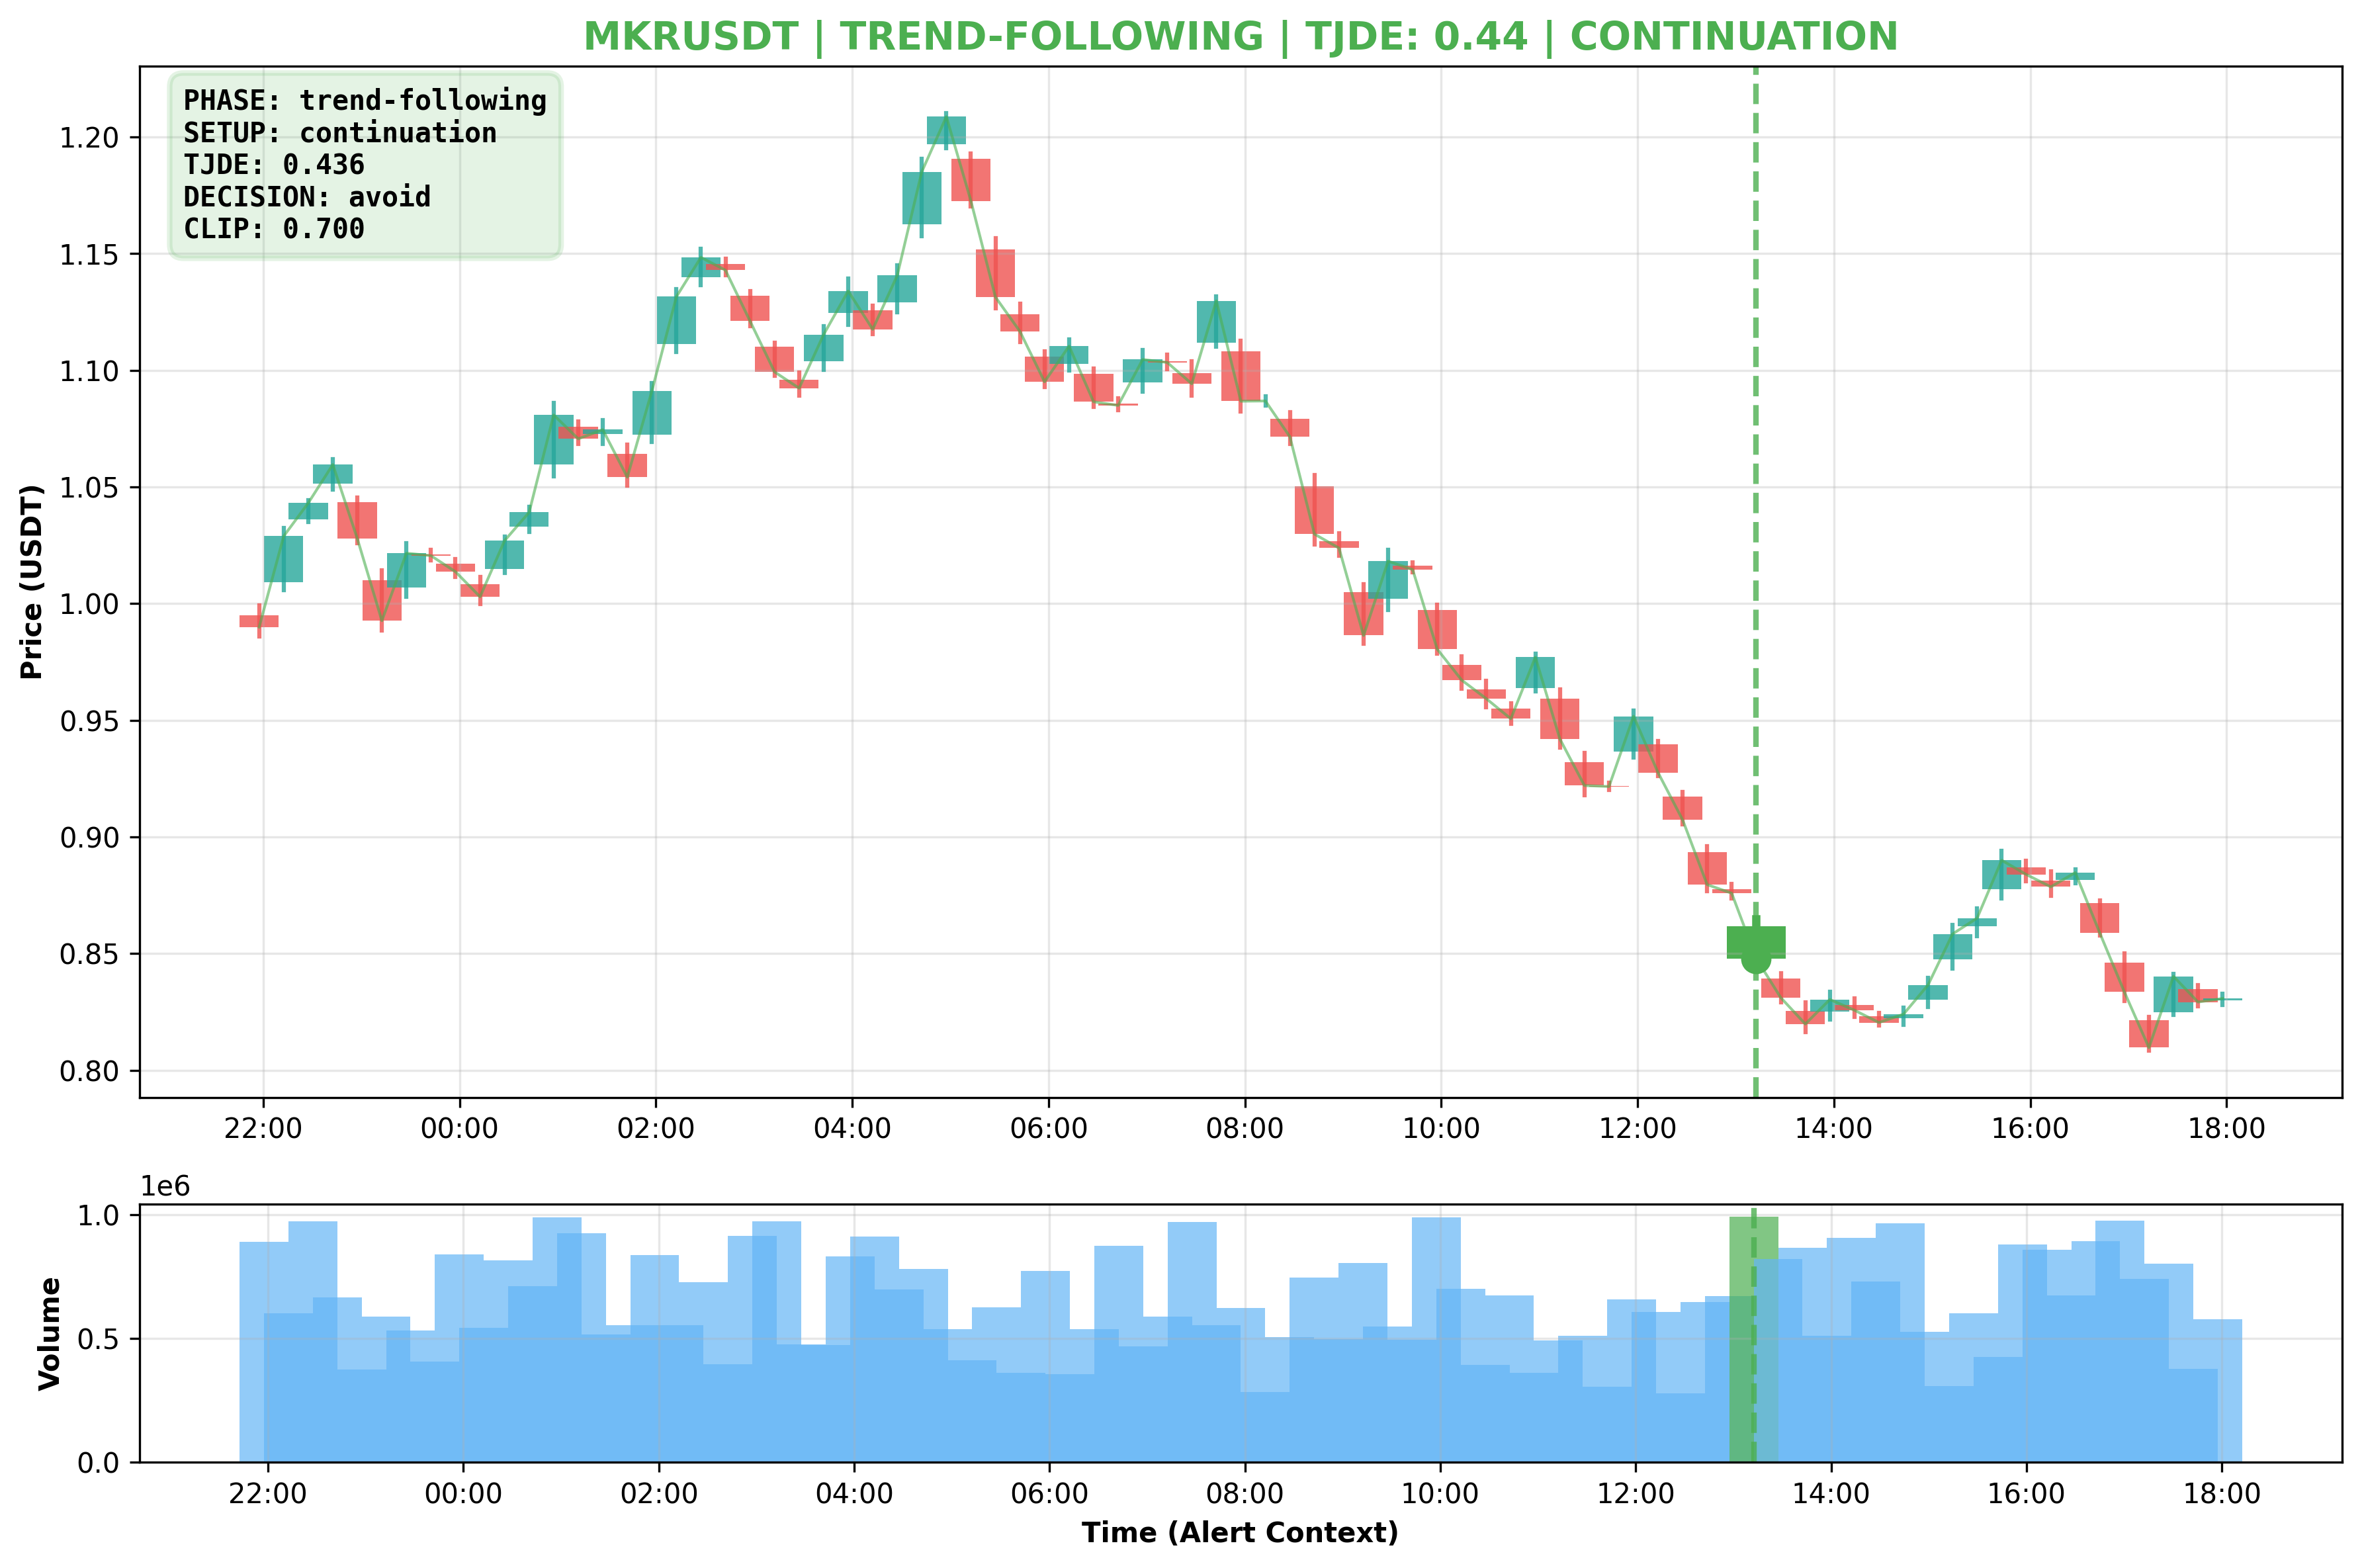 MKRUSDT | TREND-FOLLOWING | TJDE: 0.44 | CONTINUATION
PHASE: trend-following
SETUP: continuation
TJDE: 0.436
DECISION: avoid
CLIP: 0.700
Price (USDT)
1.20
1.15
1.10
1.05
1.00
0.95
0.90
0.85
0.80
22:00 00:00 02:00 04:00 06:00 08:00 10:00 12:00 14:00 16:00 18:00
1e6
Volume
1.0
0.5
0.0
22:00 00:00 02:00 04:00 06:00 08:00 10:00 12:00 14:00 16:00 18:00
Time (Alert Context)